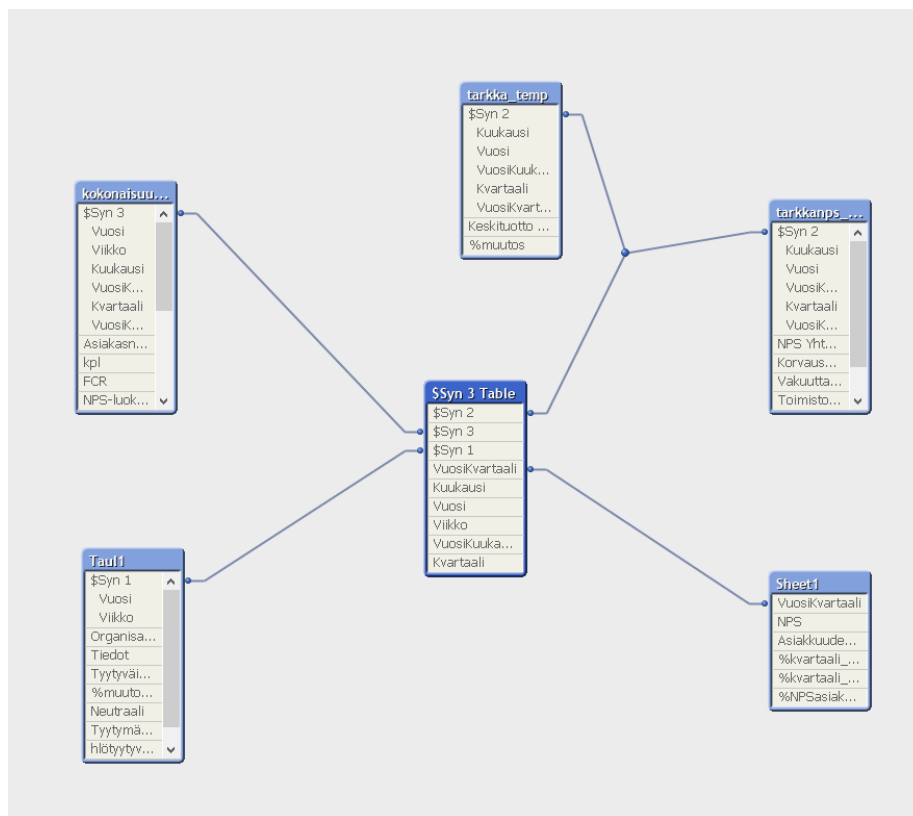 tarkka_temp
$Syn 2
Kuukausi
Vuosi
VuosiKuuk...
Kvartaali
VuosiKvart...
Keskituotto ...
%muutos
kokonaisuu...
$Syn 3
Vuosi
Viikko
Kuukausi
VuosiK...
Kvartaali
VuosiK...
Asiakasn...
kpl
FCR
NPS-luok...
tarkkanps_...
$Syn 2
Kuukausi
Vuosi
VuosiK...
Kvartaali
VuosiK...
NPS Yht...
Korvaus...
Vakuutta...
Toimisto...
$Syn 3 Table
$Syn 2
$Syn 3
$Syn 1
VuosiKvartaali
Kuukausi
Vuosi
Viikko
VuosiKuuka...
Kvartaali
Taul1
$Syn 1
Vuosi
Viikko
Organisa...
Tiedot
Tyytyväi...
%muuto...
Neutraali
Tyytymä...
hlötyytyv...
Sheet1
VuosiKvartaali
NPS
Asiakkuude...
%kvartaali_...
%kvartaali_...
%NPSasiak...